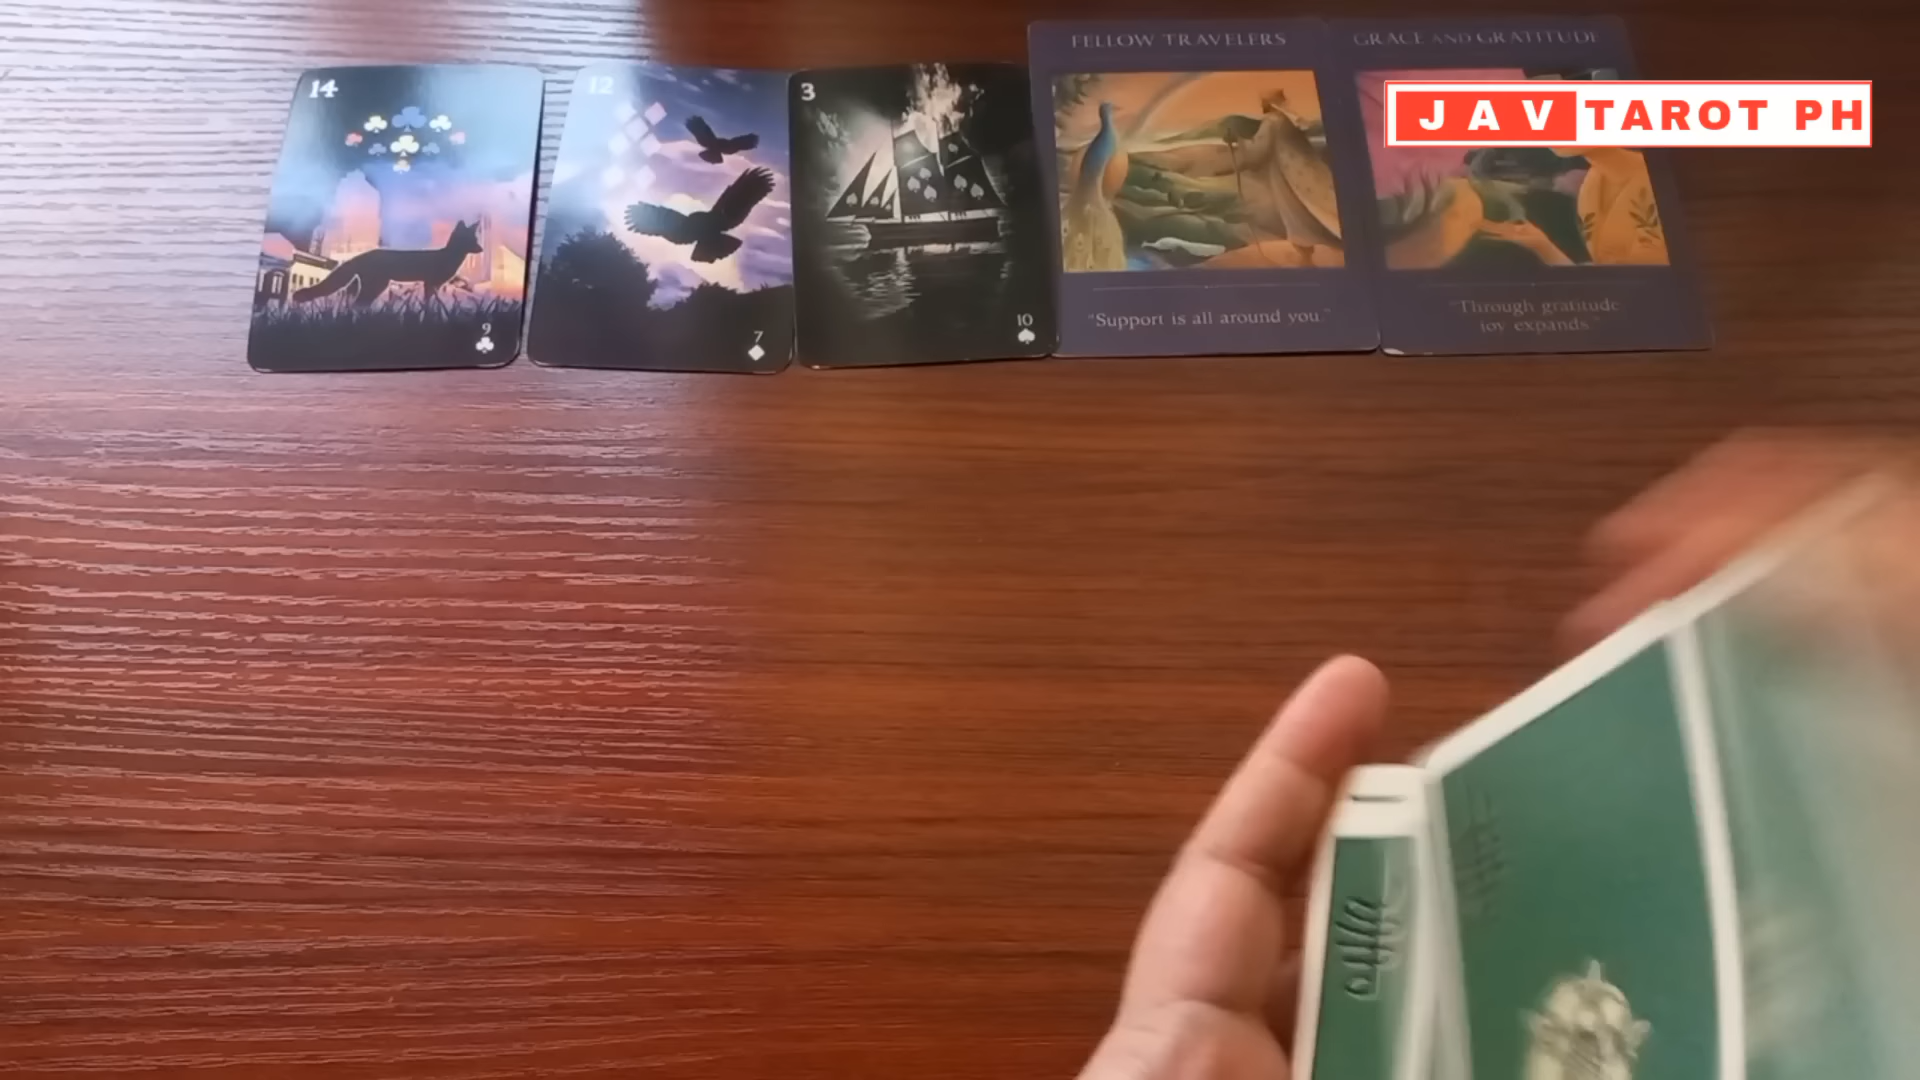 14
9
12
7
3
10
FELLOW TRAVELERS
"Support is all around you."
GRACE AND GRATITUDE
"Through gratitude
joy expands."
JAV TAROT PH